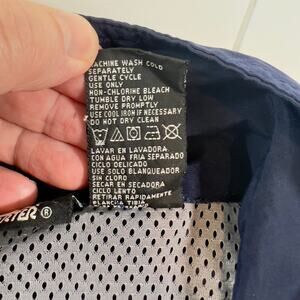 MACHINE WASH COLD
SEPARATELY
GENTLE CYCLE
USE ONLY
NON-CHLORINE BLEACH
TUMBLE DRY LOW
REMOVE PROMPTLY
USE COOL IRON IF NECESSARY
DO NOT DRY CLEAN
LAVAR EN LAVADORA
CON AGUA FRIA SEPARADO
CICLO DELICADO
USE SOLO BLANQUEADOR
SIN CLORO
SECAR EN SECADORA
CICLO LENTO
RETIRAR RAPIDAMENTE
PLANCHA TIBIA